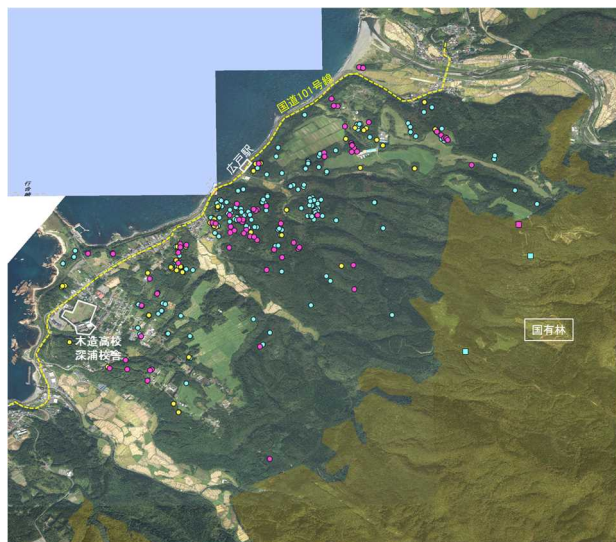 国道101号線
広戸駅
国有林
木造高校
深浦校舎